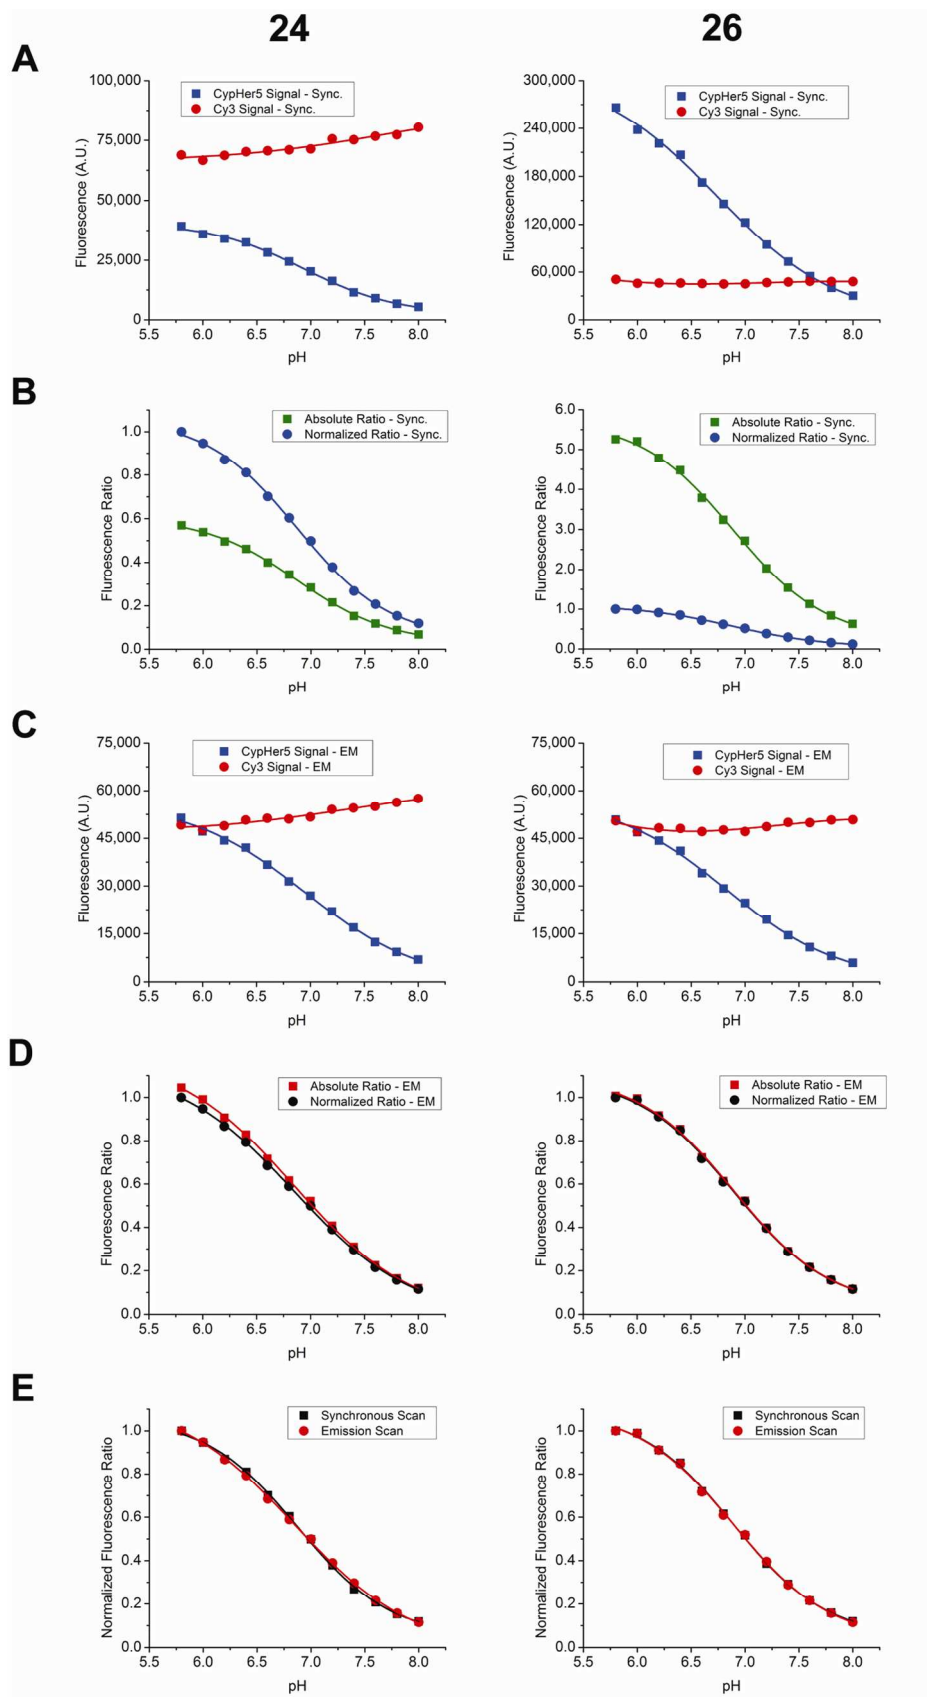 24 26
A
100,000
75,000
50,000
25,000
0
Fluorescence (A.U.)
CypHer5 Signal - Sync.
Cy3 Signal - Sync.
5.5 6.0 6.5 7.0 7.5 8.0
pH
300,000
240,000
180,000
120,000
60,000
0
Fluorescence (A.U.)
CypHer5 Signal - Sync.
Cy3 Signal - Sync.
5.5 6.0 6.5 7.0 7.5 8.0
pH
B
1.0
0.8
0.6
0.4
0.2
0.0
Fluroescence Ratio
Absolute Ratio - Sync.
Normalized Ratio - Sync.
5.5 6.0 6.5 7.0 7.5 8.0
pH
6.0
5.0
4.0
3.0
2.0
1.0
0.0
Fluroescence Ratio
Absolute Ratio - Sync.
Normalized Ratio - Sync.
5.5 6.0 6.5 7.0 7.5 8.0
pH
C
75,000
60,000
45,000
30,000
15,000
0
Fluorescence (A.U.)
CypHer5 Signal - EM
Cy3 Signal - EM
5.5 6.0 6.5 7.0 7.5 8.0
pH
75,000
60,000
45,000
30,000
15,000
0
Fluorescence (A.U.)
CypHer5 Signal - EM
Cy3 Signal - EM
5.5 6.0 6.5 7.0 7.5 8.0
pH
D
1.0
0.8
0.6
0.4
0.2
0.0
Fluorescence Ratio
Absolute Ratio - EM
Normalized Ratio - EM
5.5 6.0 6.5 7.0 7.5 8.0
pH
1.0
0.8
0.6
0.4
0.2
0.0
Fluorescence Ratio
Absolute Ratio - EM
Normalized Ratio - EM
5.5 6.0 6.5 7.0 7.5 8.0
pH
E
1.0
0.8
0.6
0.4
0.2
0.0
Normalized Fluorescence Ratio
Synchronous Scan
Emission Scan
5.5 6.0 6.5 7.0 7.5 8.0
pH
1.0
0.8
0.6
0.4
0.2
0.0
Normalized Fluorescence Ratio
Synchronous Scan
Emission Scan
5.5 6.0 6.5 7.0 7.5 8.0
pH